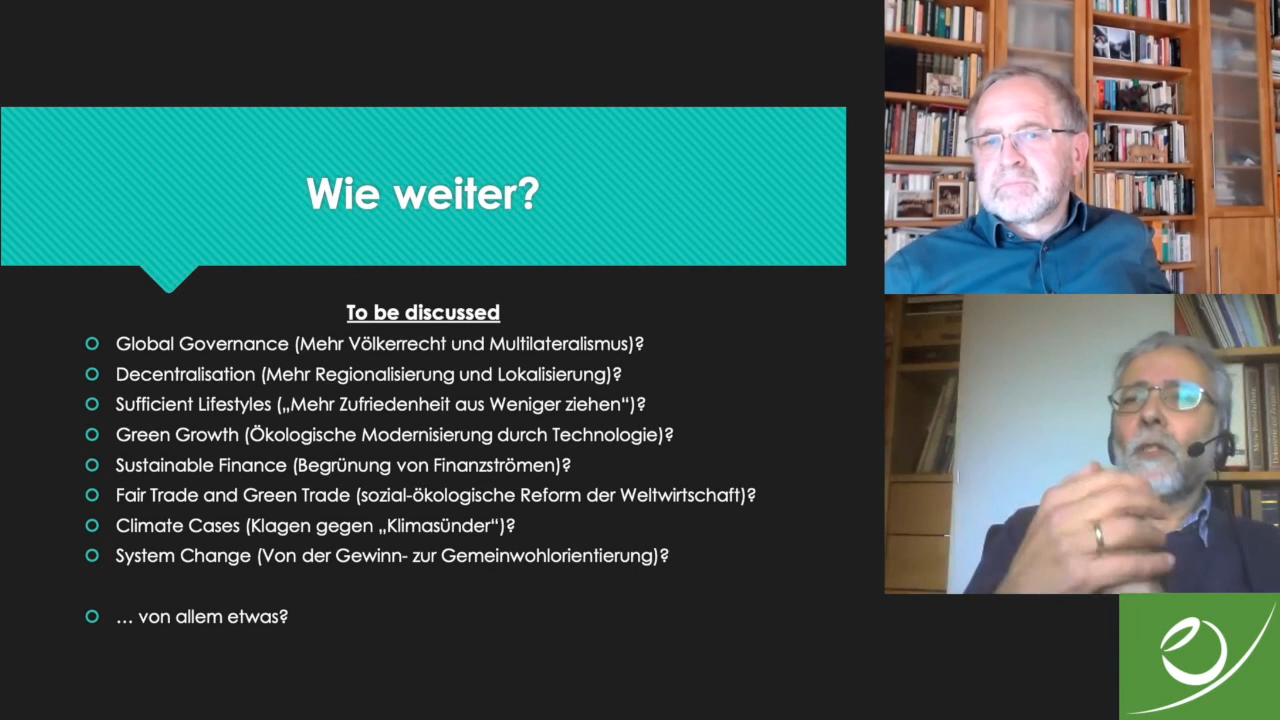 Wie weiter?
To be discussed
Global Governance (Mehr Völkerrecht und Multilateralismus)?
Decentralisation (Mehr Regionalisierung und Lokalisierung)?
Sufficient Lifestyles („Mehr Zufriedenheit aus Weniger ziehen“)?
Green Growth (Ökologische Modernisierung durch Technologie)?
Sustainable Finance (Begrünung von Finanzströmen)?
Fair Trade and Green Trade (sozial-ökologische Reform der Weltwirtschaft)?
Climate Cases (Klagen gegen „Klimasünder“)?
System Change (Von der Gewinn- zur Gemeinwohlorientierung)?
… von allem etwas?